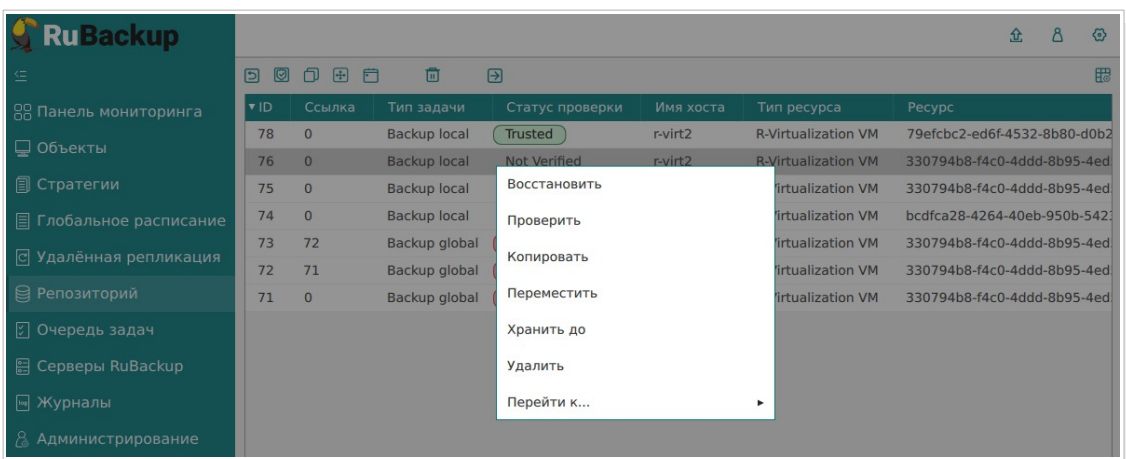 RuBackup
Панель мониторинга
Объекты
Стратегии
Глобальное расписание
Удалённая репликация
Репозиторий
Очередь задач
Серверы RuBackup
Журналы
Администрирование
ID Ссылка Тип задачи Статус проверки Имя хоста Тип ресурса Ресурс
78 0 Backup local Trusted r-virt2 R-Virtualization VM 79efcbc2-ed6f-4532-8b80-d0b2
76 0 Backup local Not Verified r-virt2 R-Virtualization VM 330794b8-f4c0-4ddd-8b95-4ed
75 0 Backup local irtualization VM 330794b8-f4c0-4ddd-8b95-4ed
74 0 Backup local irtualization VM bcdfca28-4264-40eb-950b-542
73 72 Backup global irtualization VM 330794b8-f4c0-4ddd-8b95-4ed
72 71 Backup global irtualization VM 330794b8-f4c0-4ddd-8b95-4ed
71 0 Backup global irtualization VM 330794b8-f4c0-4ddd-8b95-4ed
Восстановить
Проверить
Копировать
Переместить
Хранить до
Удалить
Перейти к...